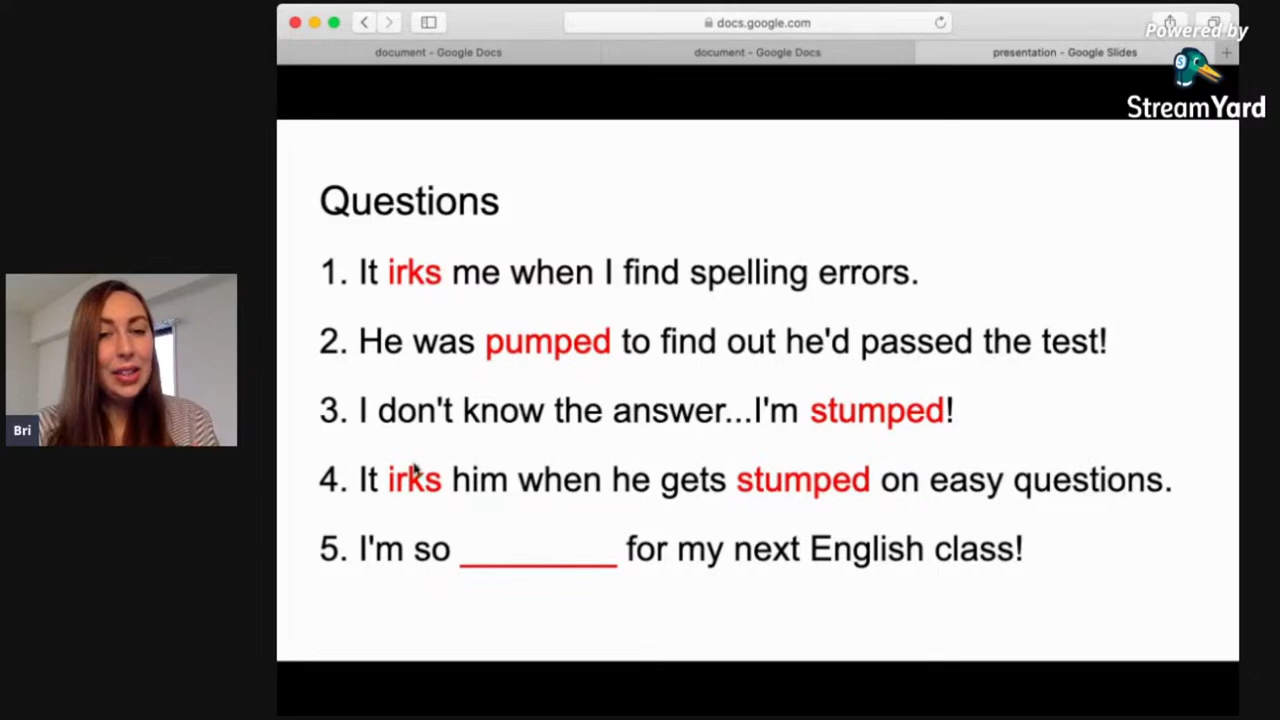 docs.google.com
Powered by
document - Google Docs
document - Google Docs
presentation - Google Slides
StreamYard
Questions
1. It irks me when I find spelling errors.
2. He was pumped to find out he'd passed the test!
3. I don't know the answer...I'm stumped!
4. It irks him when he gets stumped on easy questions.
5. I'm so ________ for my next English class!
Bri